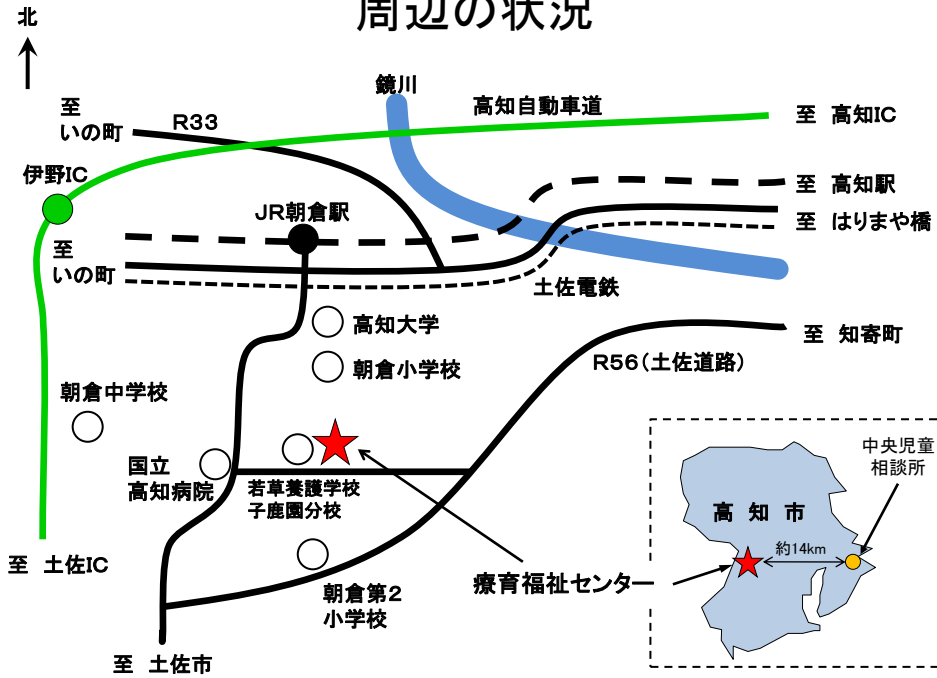 周辺の状況
北
鏡川
至
いの町
R33
高知自動車道
至 高知IC
伊野IC
至 高知駅
JR朝倉駅
至 はりまや橋
至
いの町
土佐電鉄
高知大学
至 知寄町
朝倉小学校
R56(土佐道路)
朝倉中学校
国立
高知病院
若草養護学校
子鹿園分校
中央児童
相談所
高知市
約14km
至 土佐IC
療育福祉センター
朝倉第2
小学校
至 土佐市